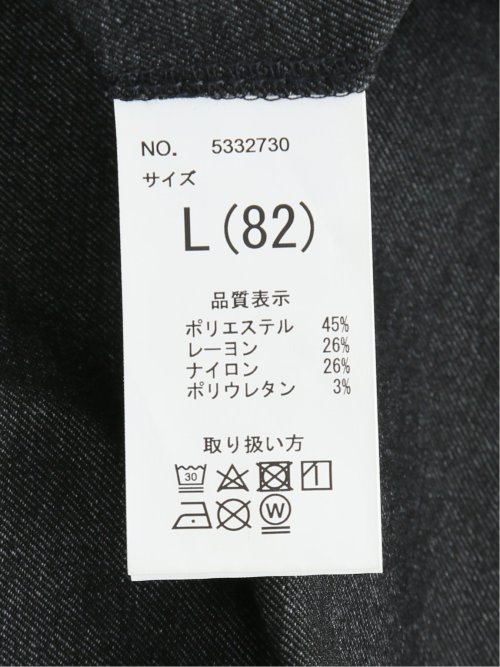 NO. 5332730
サイズ
L(82)
品質表示
ポリエステル 45%
レーヨン 26%
ナイロン 26%
ポリウレタン 3%
取り扱い方
30
W